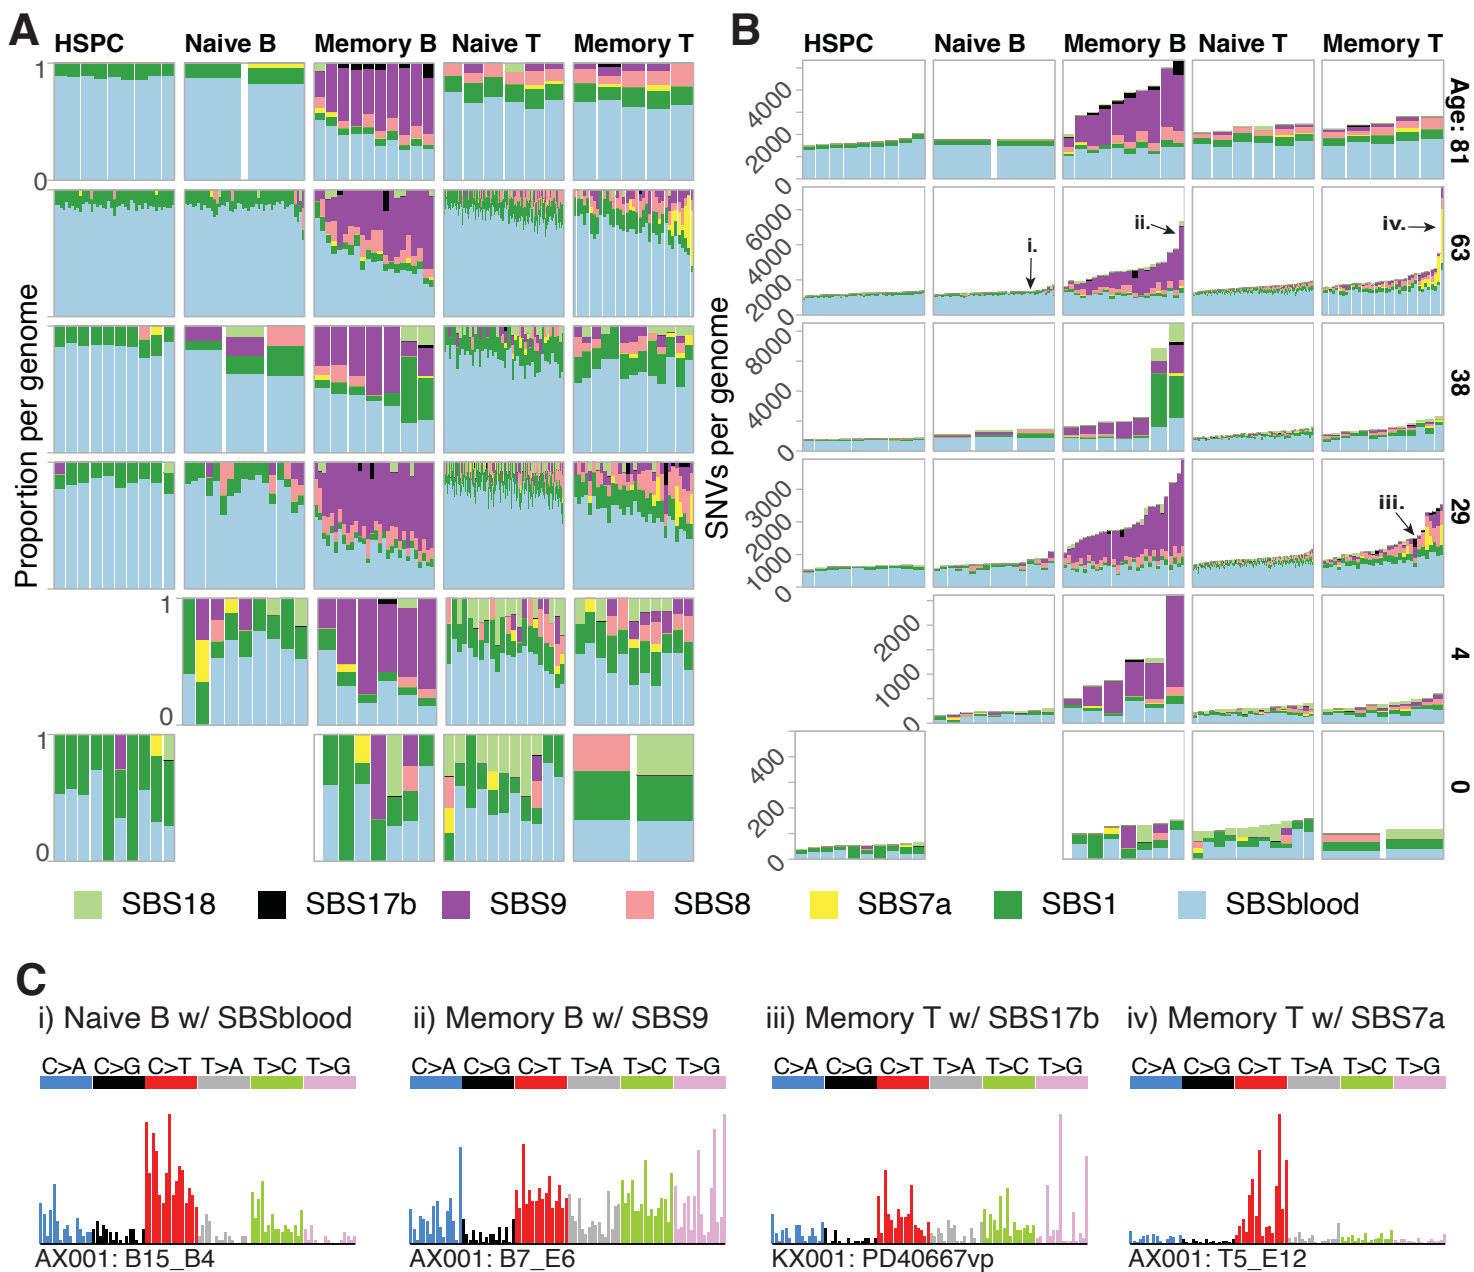 A
HSPC
Naive B
Memory B
Naive T
Memory T
Proportion per genome
1
0
1
0
1
0
B
HSPC
Naive B
Memory B
Naive T
Memory T
SNVs per genome
4000
2000
0
Age: 81
6000
4000
2000
0
i.
ii.
iv.
63
8000
4000
0
38
3000
2000
1000
0
iii.
29
2000
1000
0
4
400
200
0
0
SBS18
SBS17b
SBS9
SBS8
SBS7a
SBS1
SBSblood
C
i) Naive B w/ SBSblood
C>A C>G C>T T>A T>C T>G
AX001: B15_B4
ii) Memory B w/ SBS9
C>A C>G C>T T>A T>C T>G
AX001: B7_E6
iii) Memory T w/ SBS17b
C>A C>G C>T T>A T>C T>G
KX001: PD40667vp
iv) Memory T w/ SBS7a
C>A C>G C>T T>A T>C T>G
AX001: T5_E12